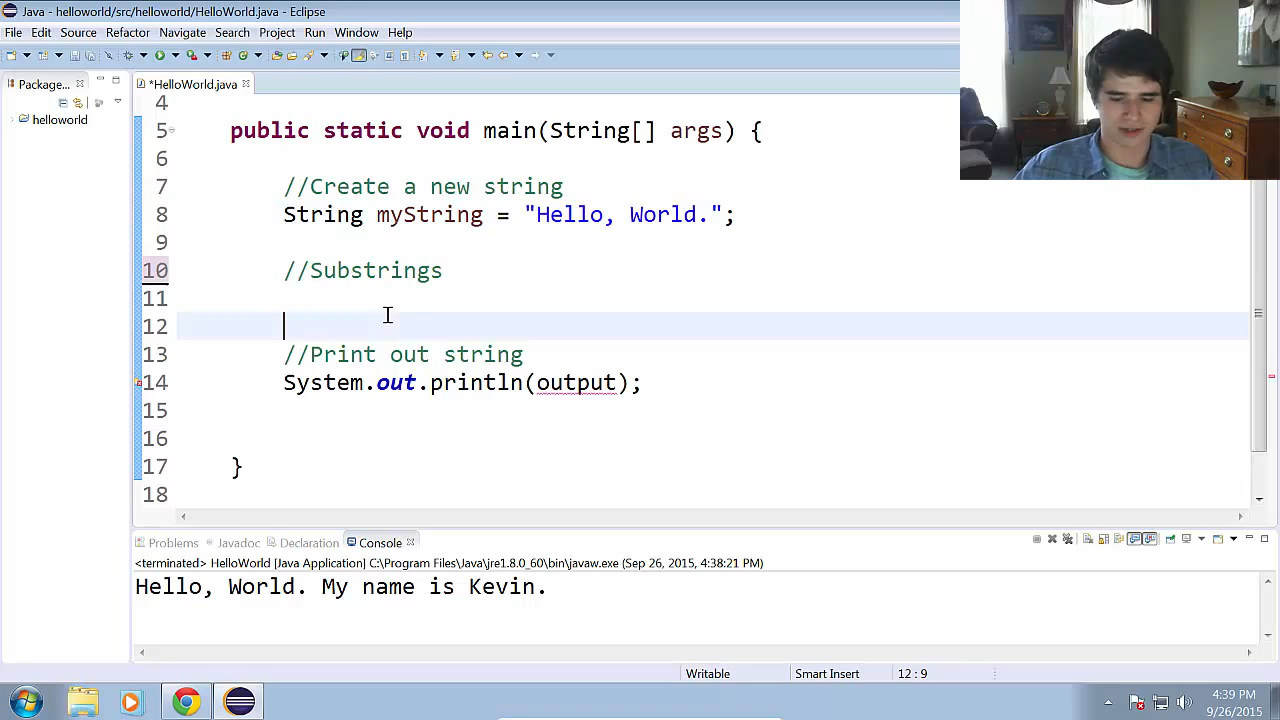 Java - helloworld/src/helloworld/HelloWorld.java - Eclipse
File Edit Source Refactor Navigate Search Project Run Window Help
Package...
*HelloWorld.java
helloworld
4
5 public static void main(String[] args) {
6
7 //Create a new string
8 String myString = "Hello, World.";
9
10 //Substrings
11
12
13 //Print out string
14 System.out.println(output);
15
16
17 }
18
Problems Javadoc Declaration Console
<terminated> HelloWorld [Java Application] C:\Program Files\Java\jre1.8.0_60\bin\javaw.exe (Sep 26, 2015, 4:38:21 PM)
Hello, World. My name is Kevin.
Writable Smart Insert 12 : 9
4:39 PM
9/26/2015